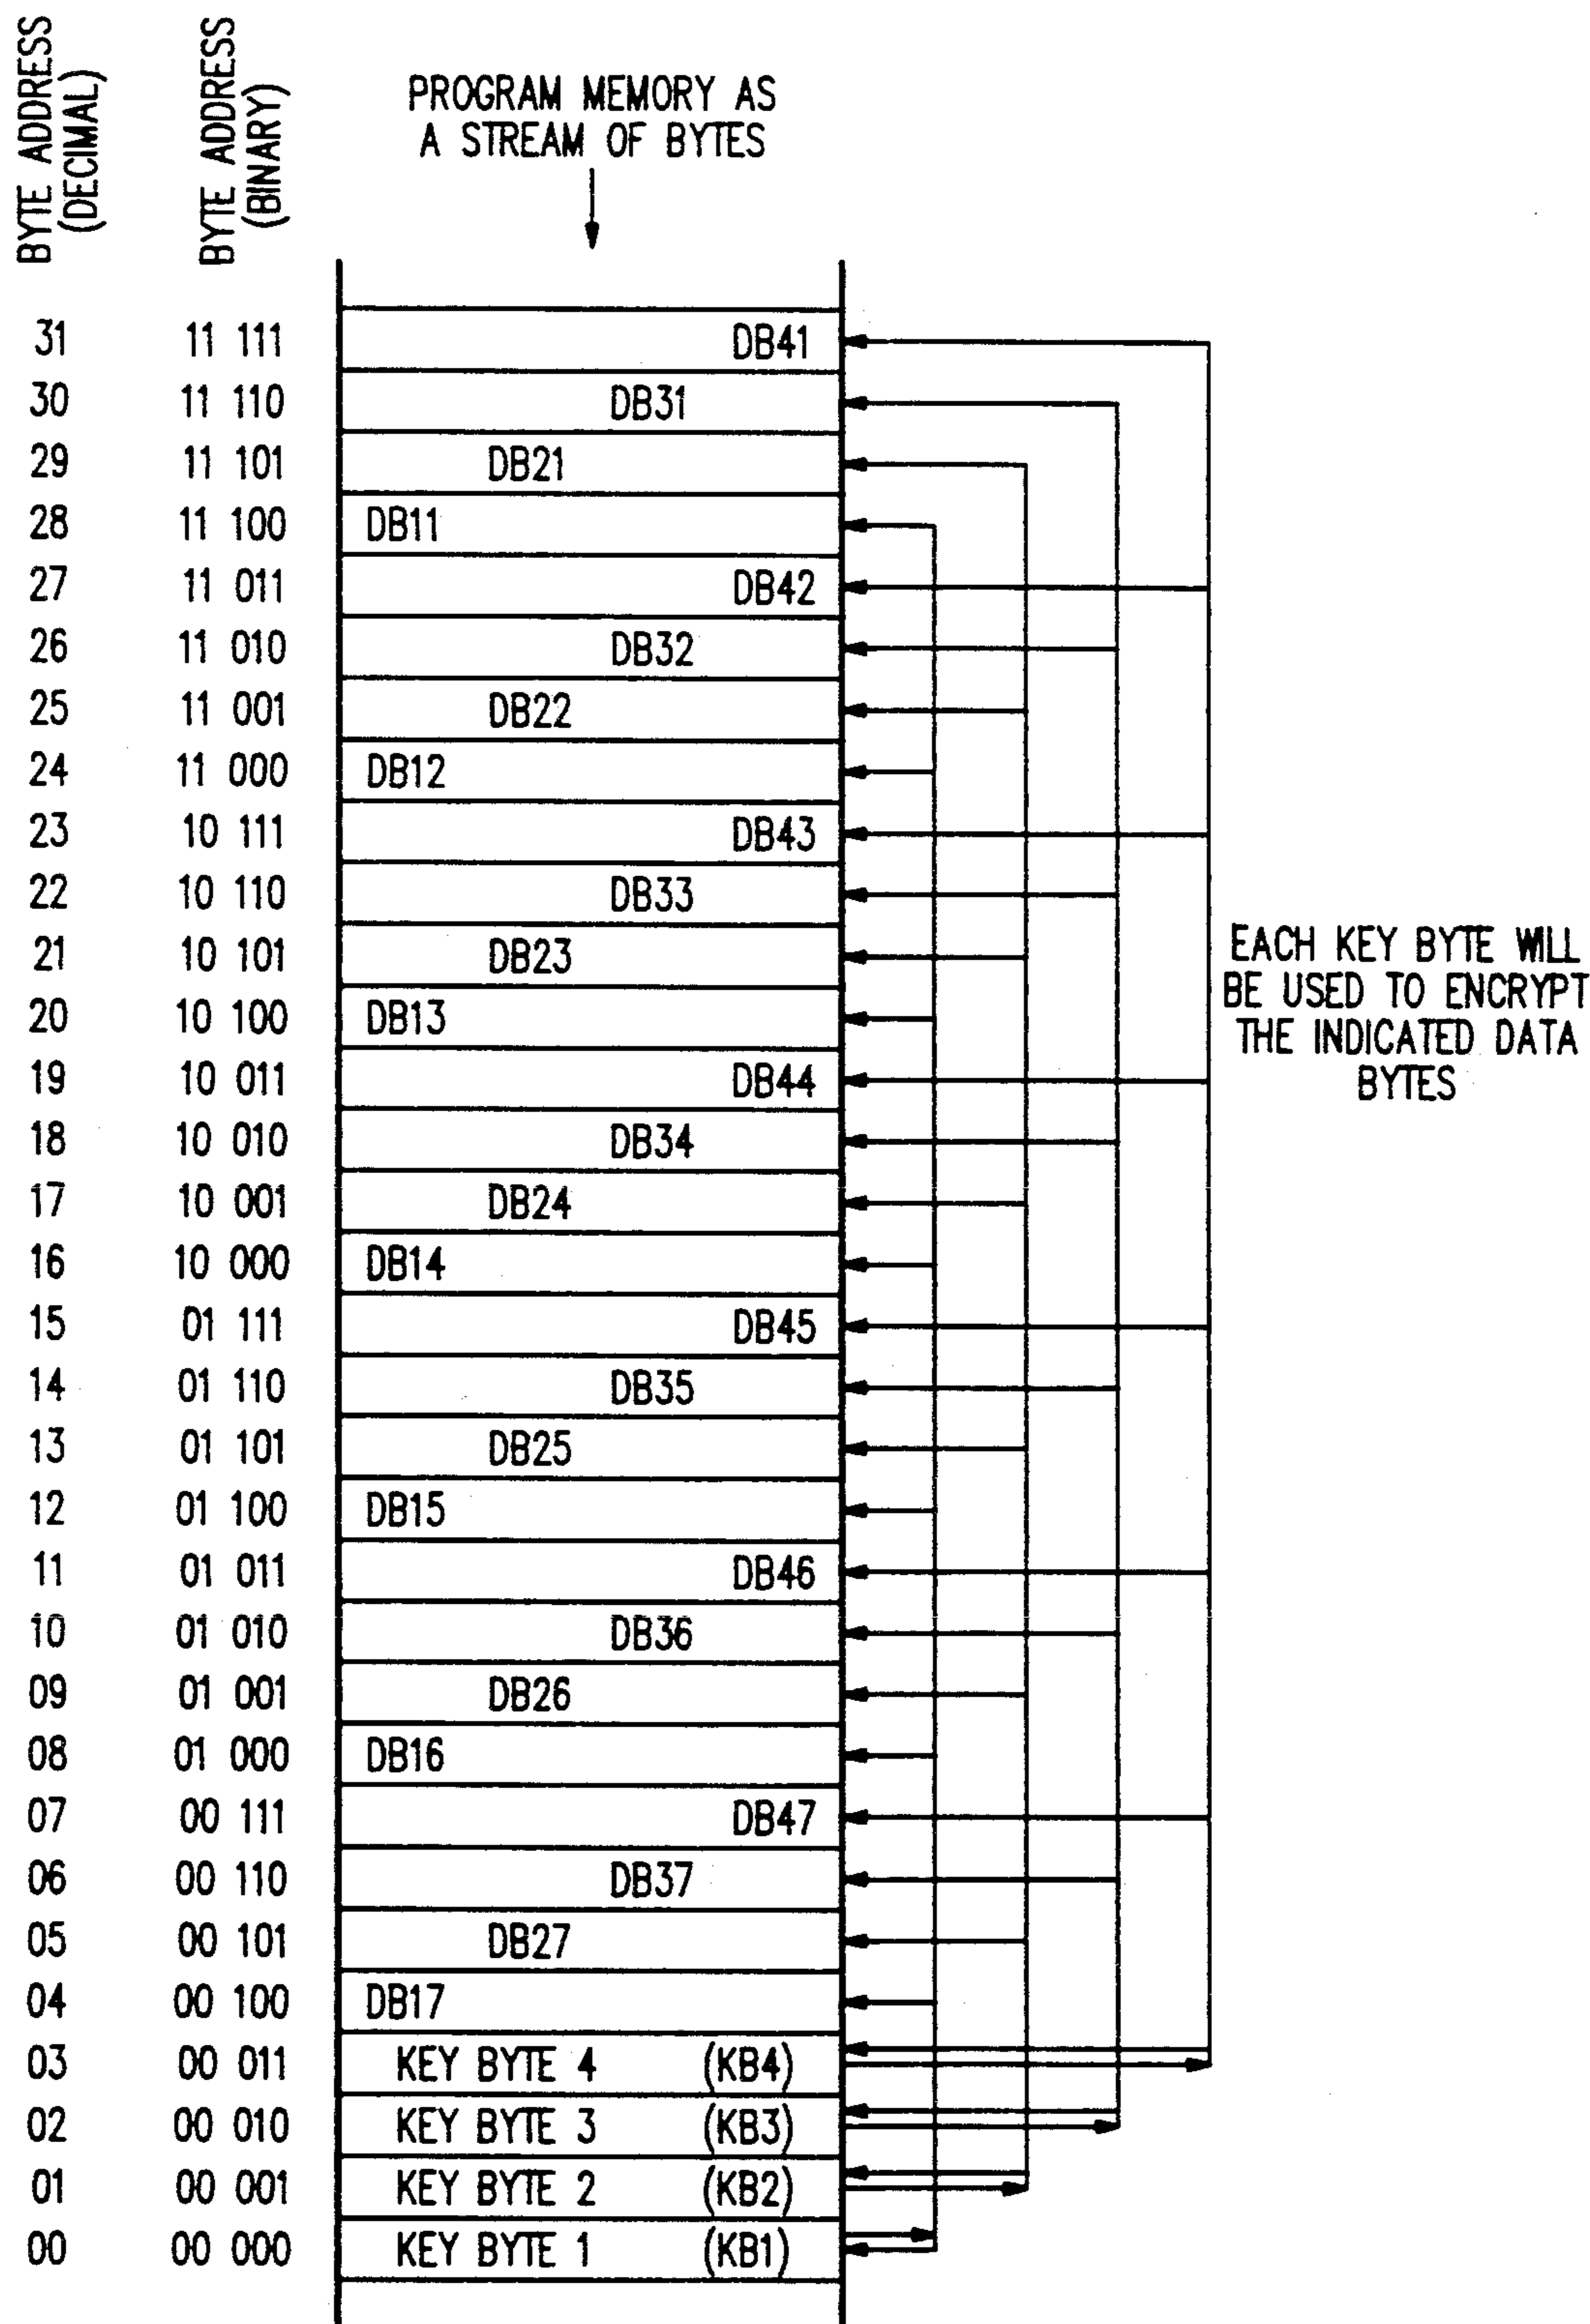 BYTE ADDRESS
(DECIMAL)
BYTE ADDRESS
(BINARY)
PROGRAM MEMORY AS
A STREAM OF BYTES
31 11 111 DB41
30 11 110 DB31
29 11 101 DB21
28 11 100 DB11
27 11 011 DB42
26 11 010 DB32
25 11 001 DB22
24 11 000 DB12
23 10 111 DB43
22 10 110 DB33
21 10 101 DB23
20 10 100 DB13
19 10 011 DB44
18 10 010 DB34
17 10 001 DB24
16 10 000 DB14
15 01 111 DB45
14 01 110 DB35
13 01 101 DB25
12 01 100 DB15
11 01 011 DB46
10 01 010 DB36
09 01 001 DB26
08 01 000 DB16
07 00 111 DB47
06 00 110 DB37
05 00 101 DB27
04 00 100 DB17
03 00 011 KEY BYTE 4 (KB4)
02 00 010 KEY BYTE 3 (KB3)
01 00 001 KEY BYTE 2 (KB2)
00 00 000 KEY BYTE 1 (KB1)
EACH KEY BYTE WILL
BE USED TO ENCRYPT
THE INDICATED DATA
BYTES